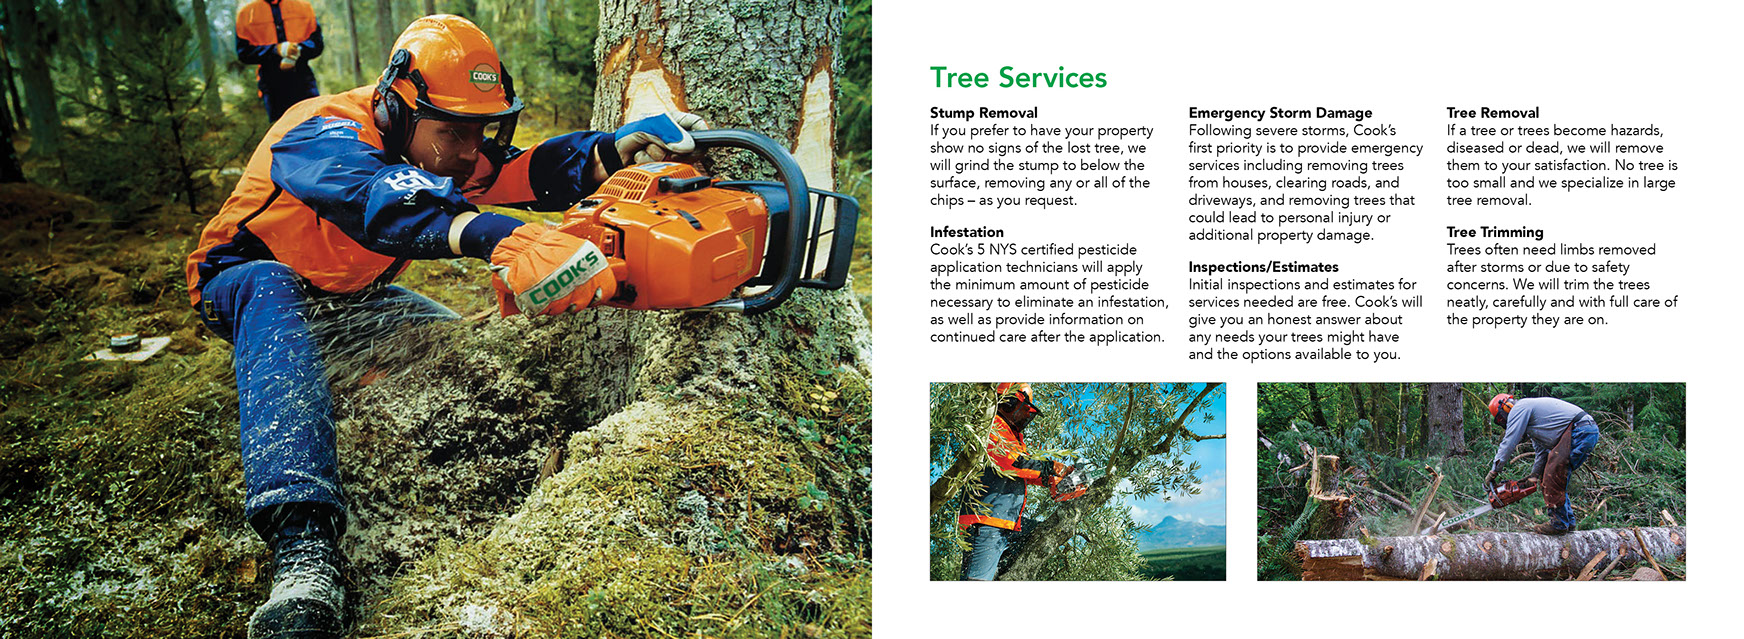 COOK'S
COOK'S
Tree Services
Stump Removal
If you prefer to have your property
show no signs of the lost tree, we
will grind the stump to below the
surface, removing any or all of the
chips – as you request.
Infestation
Cook's 5 NYS certified pesticide
application technicians will apply
the minimum amount of pesticide
necessary to eliminate an infestation,
as well as provide information on
continued care after the application.
Emergency Storm Damage
Following severe storms, Cook's
first priority is to provide emergency
services including removing trees
from houses, clearing roads, and
driveways, and removing trees that
could lead to personal injury or
additional property damage.
Inspections/Estimates
Initial inspections and estimates for
services needed are free. Cook's will
give you an honest answer about
any needs your trees might have
and the options available to you.
Tree Removal
If a tree or trees become hazards,
diseased or dead, we will remove
them to your satisfaction. No tree is
too small and we specialize in large
tree removal.
Tree Trimming
Trees often need limbs removed
after storms or due to safety
concerns. We will trim the trees
neatly, carefully and with full care of
the property they are on.
COOK'S